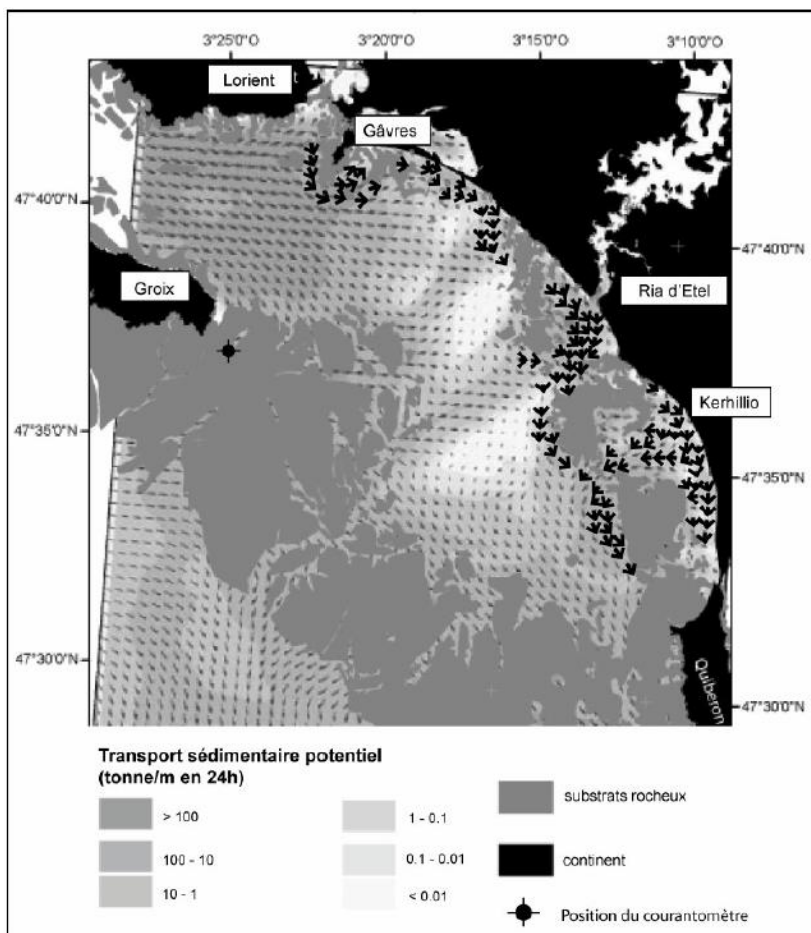 3°25'0"O 3°20'0"O 3°15'0"O 3°10'0"O
Lorient
Gâvres
47°40'0"N
47°40'0"N
Groix
Ria d'Etel
Kerhillio
47°35'0"N
47°35'0"N
47°30'0"N
47°30'0"N
Quiberon
Transport sédimentaire potentiel
(tonne/m en 24h)
> 100
100 - 10
10 - 1
1 - 0.1
0.1 - 0.01
< 0.01
substrats rocheux
continent
Position du courantomètre